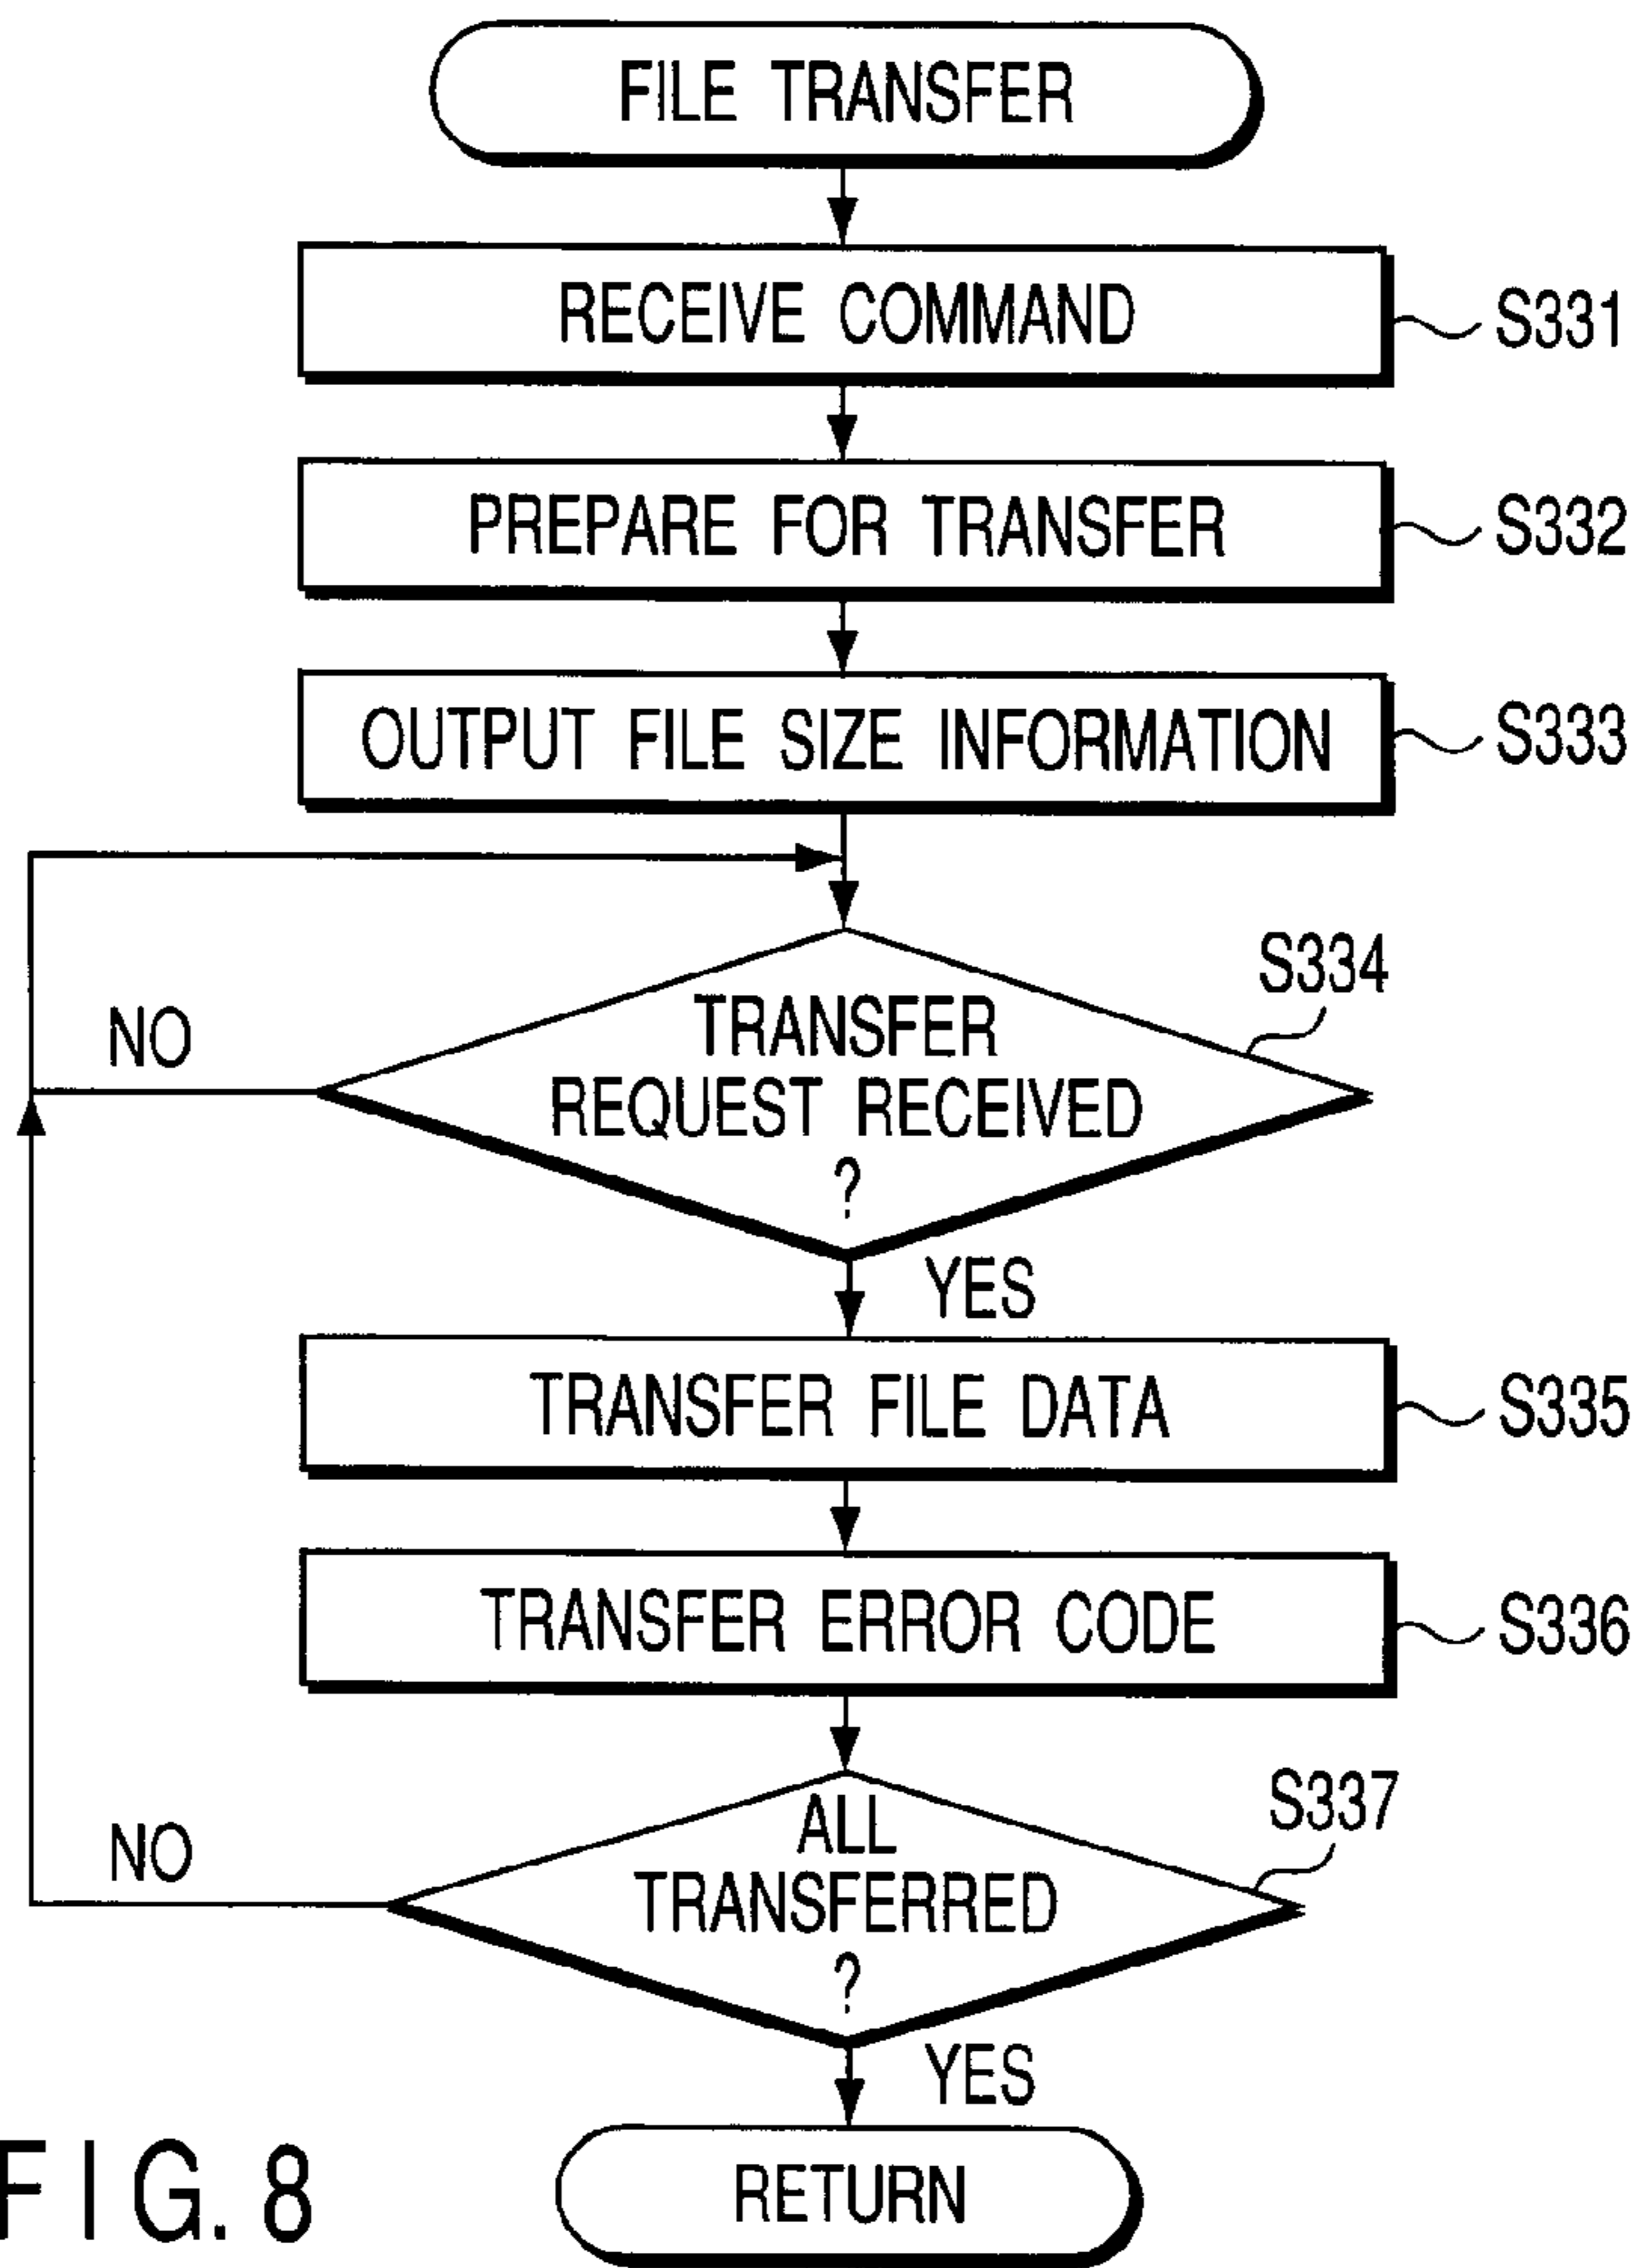 FILE TRANSFER
RECEIVE COMMAND
S331
PREPARE FOR TRANSFER
S332
OUTPUT FILE SIZE INFORMATION
S333
S334
NO
TRANSFER
REQUEST RECEIVED
?
YES
TRANSFER FILE DATA
S335
TRANSFER ERROR CODE
S336
S337
NO
ALL
TRANSFERRED
?
YES
RETURN
FIG. 8